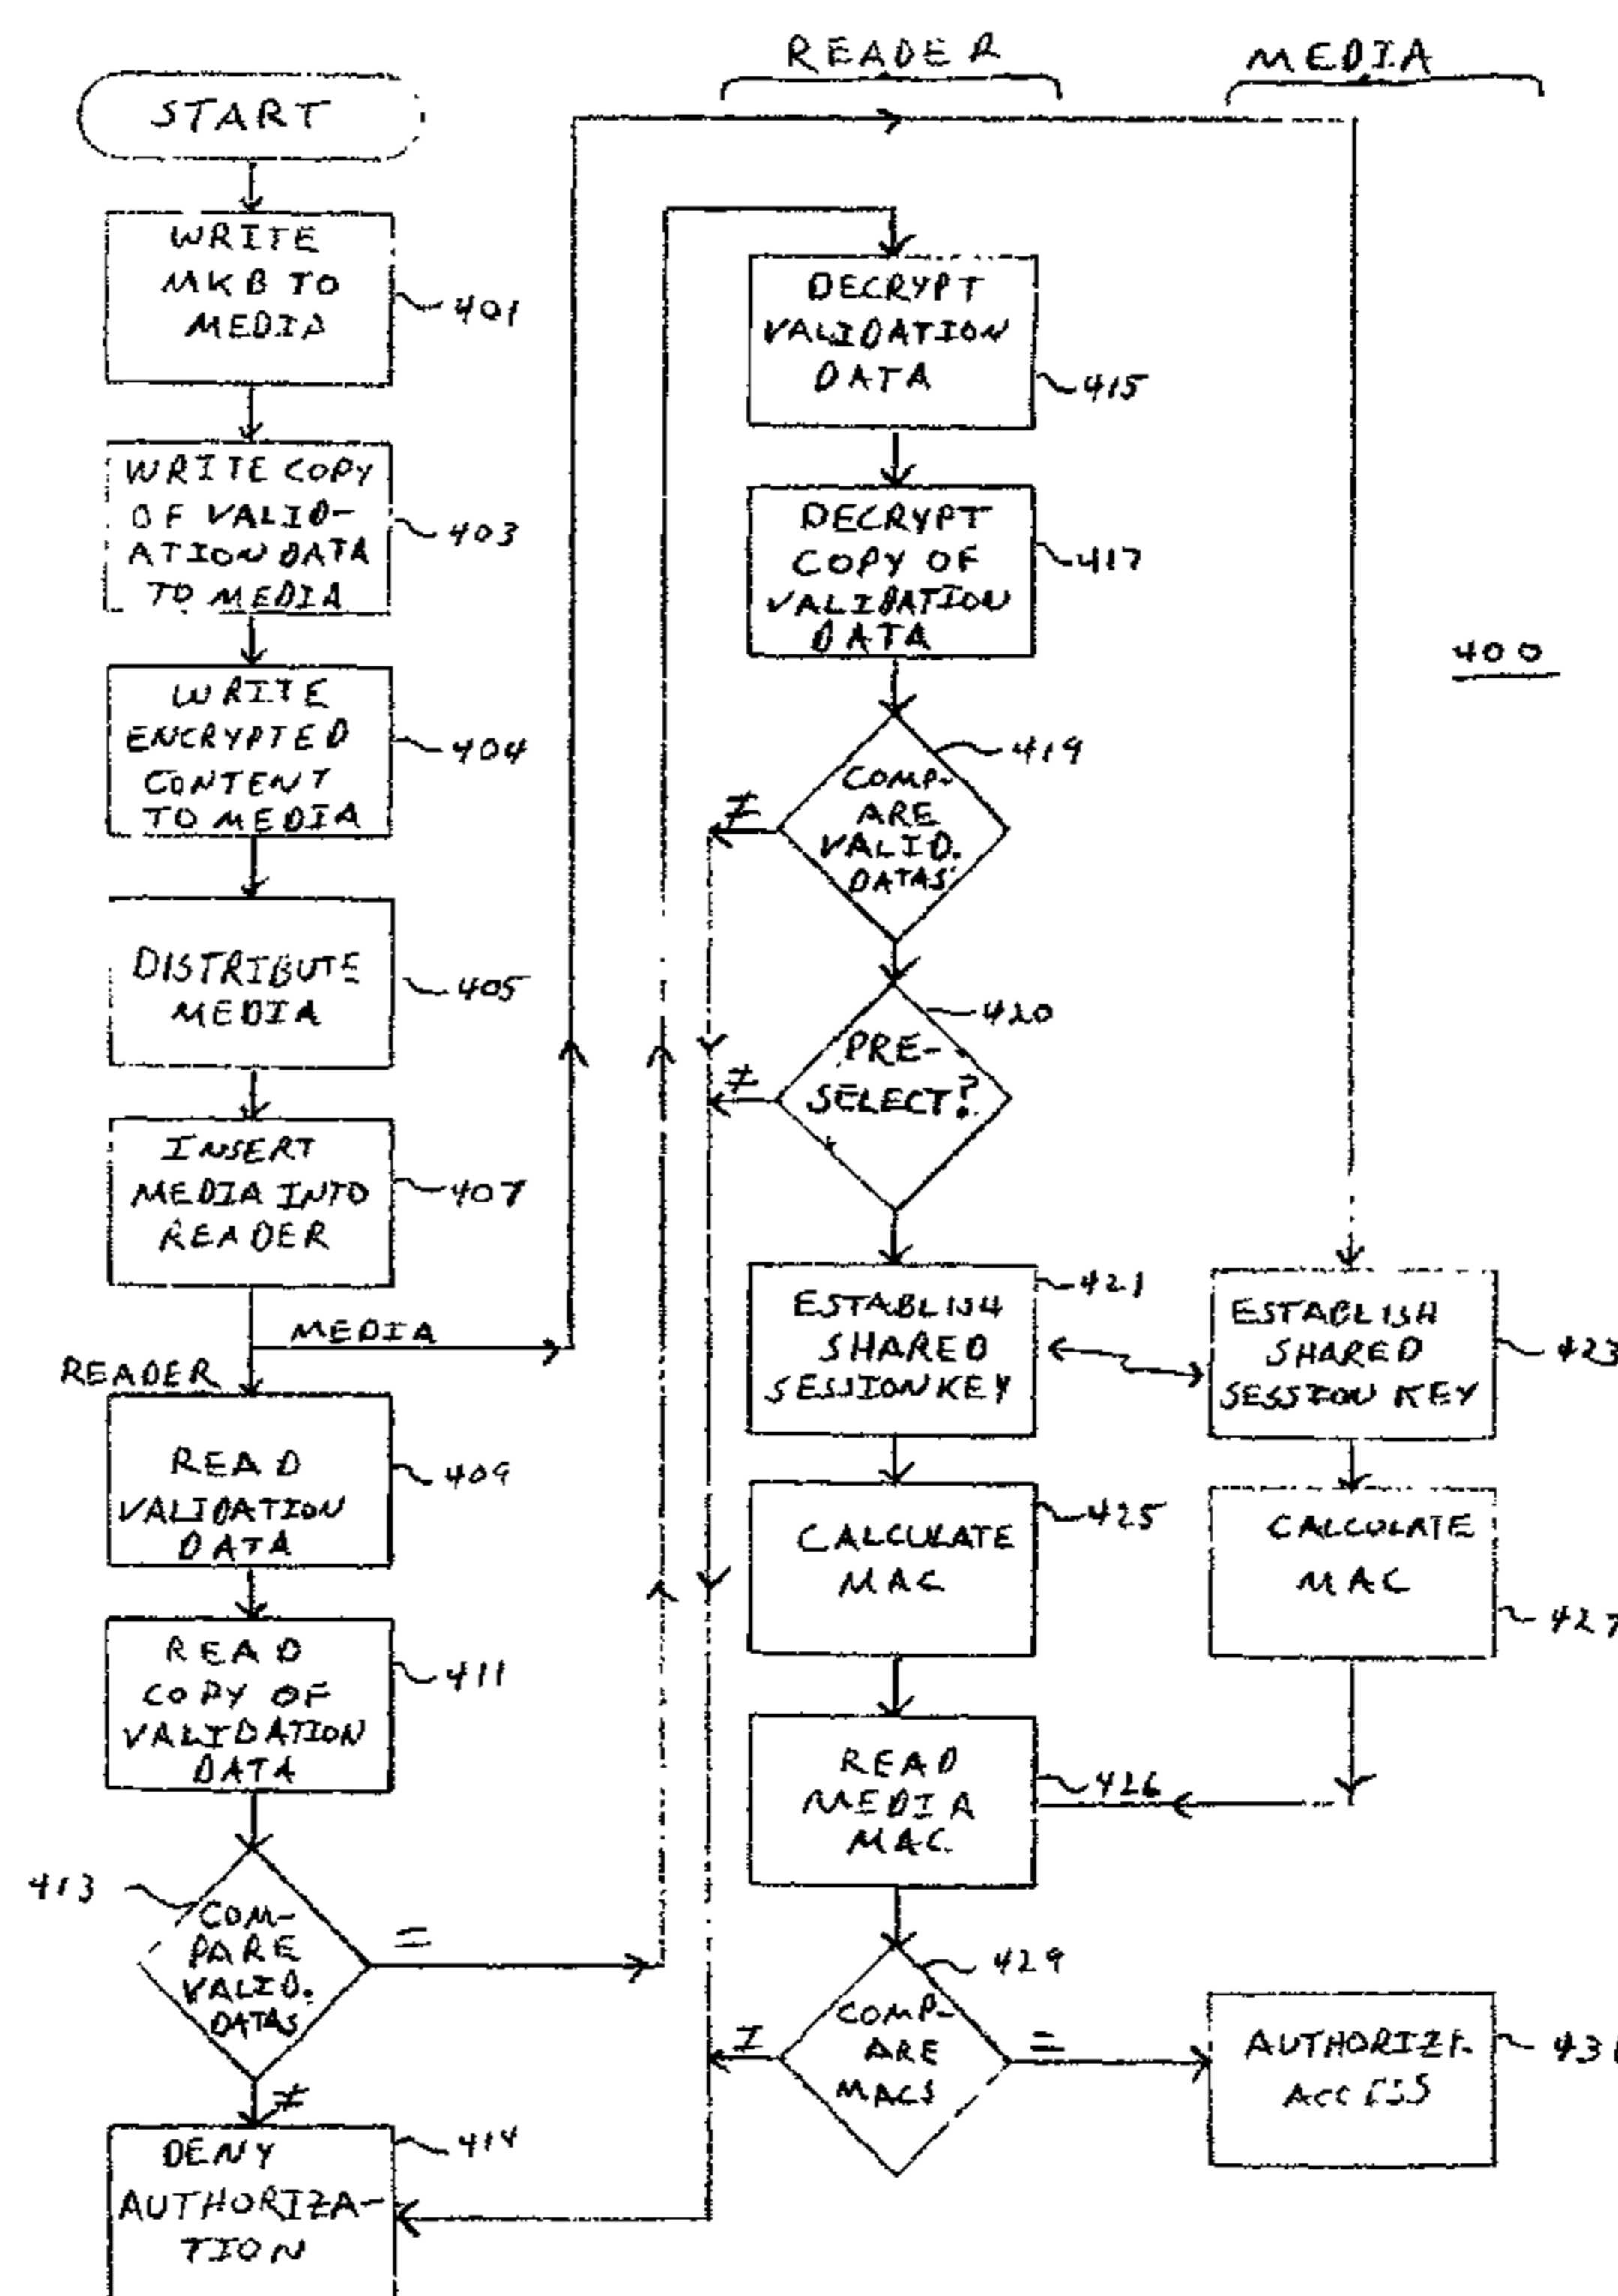 START
WRITE
MKB TO
MEDIA
401
WRITE COPY
OF VALID-
ATION DATA
TO MEDIA
403
WRITE
ENCRYPTED
CONTENT
TO MEDIA
404
DISTRIBUTE
MEDIA
405
INSERT
MEDIA INTO
READER
407
MEDIA
READER
READ
VALIDATION
DATA
409
READ
COPY OF
VALIDATION
DATA
411
413
COM-
PARE
VALID.
DATAS
=
≠
DENY
AUTHORIZA-
TION
414
READER
DECRYPT
VALIDATION
DATA
415
DECRYPT
COPY OF
VALIDATION
DATA
417
419
COMP-
ARE
VALID.
DATAS
≠
420
PRE-
SELECT?
≠
ESTABLISH
SHARED
SESSION KEY
421
CALCULATE
MAC
425
READ
MEDIA
MAC
426
429
COMP-
ARE
MACS
≠
=
MEDIA
400
ESTABLISH
SHARED
SESSION KEY
423
CALCULATE
MAC
427
AUTHORIZE
ACCESS
431